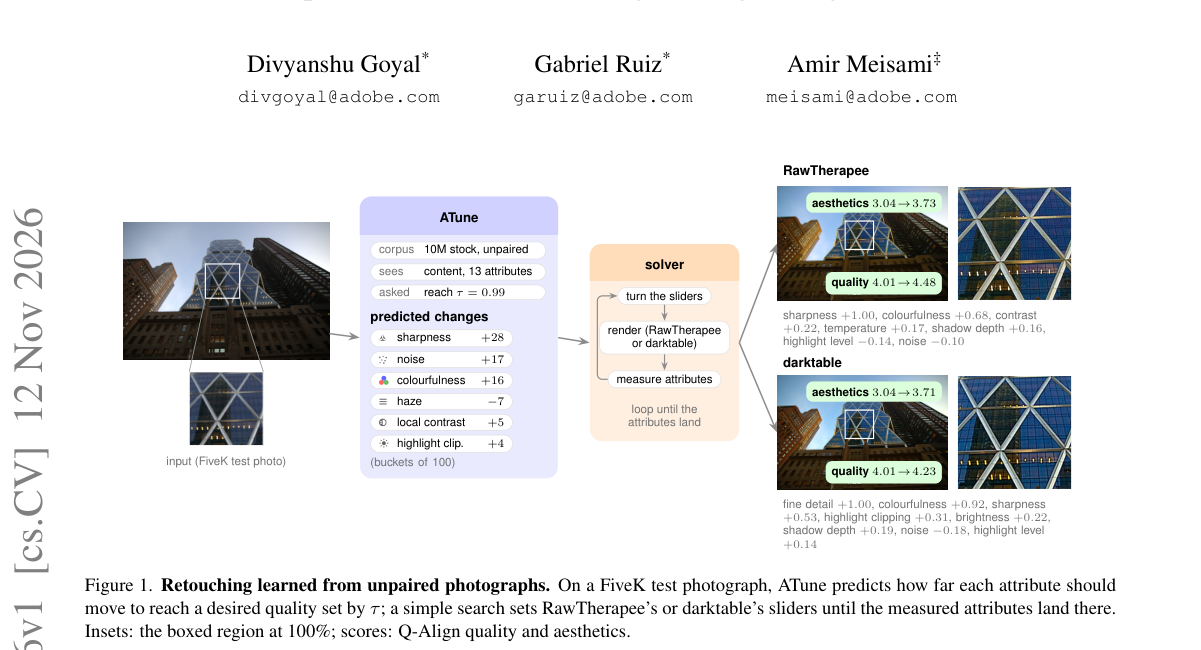 Divyanshu Goyal* Gabriel Ruiz* Amir Meisami‡
divgoyal@adobe.com garuiz@adobe.com meisami@adobe.com
6v1 [cs.CV] 12 Nov 2026
input (FiveK test photo)
ATune
corpus 10M stock, unpaired
sees content, 13 attributes
asked reach τ = 0.99
predicted changes
sharpness +28
noise +17
colourfulness +16
haze −7
local contrast +5
highlight clip. +4
(buckets of 100)
solver
turn the sliders
render (RawTherapee
or darktable)
measure attributes
loop until the
attributes land
RawTherapee
aesthetics 3.04→3.73
quality 4.01→4.48
sharpness +1.00, colourfulness +0.68, contrast
+0.22, temperature +0.17, shadow depth +0.16,
highlight level −0.14, noise −0.10
darktable
aesthetics 3.04→3.71
quality 4.01→4.23
fine detail +1.00, colourfulness +0.92, sharpness
+0.53, highlight clipping +0.31, brightness +0.22,
shadow depth +0.19, noise −0.18, highlight level
+0.14
Figure 1. Retouching learned from unpaired photographs. On a FiveK test photograph, ATune predicts how far each attribute should
move to reach a desired quality set by τ; a simple search sets RawTherapee's or darktable's sliders until the measured attributes land there.
Insets: the boxed region at 100%; scores: Q-Align quality and aesthetics.